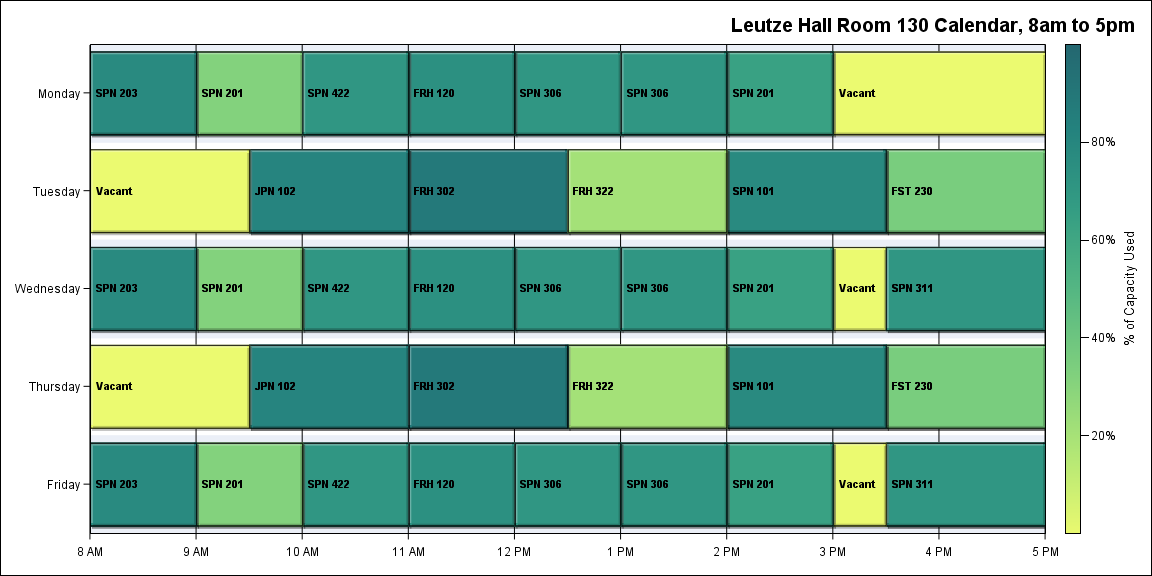 Leutze Hall Room 130 Calendar, 8am to 5pm
Monday
SPN 203
SPN 201
SPN 422
FRH 120
SPN 306
SPN 306
SPN 201
Vacant
Tuesday
Vacant
JPN 102
FRH 302
FRH 322
SPN 101
FST 230
Wednesday
SPN 203
SPN 201
SPN 422
FRH 120
SPN 306
SPN 306
SPN 201
Vacant
SPN 311
Thursday
Vacant
JPN 102
FRH 302
FRH 322
SPN 101
FST 230
Friday
SPN 203
SPN 201
SPN 422
FRH 120
SPN 306
SPN 306
SPN 201
Vacant
SPN 311
8 AM
9 AM
10 AM
11 AM
12 PM
1 PM
2 PM
3 PM
4 PM
5 PM
80%
60%
40%
20%
% of Capacity Used